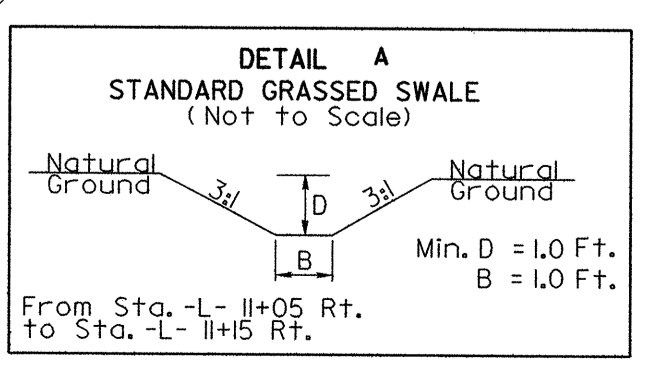 DETAIL A
STANDARD GRASSED SWALE
(Not to Scale)
Natural
Ground
3:1
D
3:1
Natural
Ground
B
Min. D = 1.0 Ft.
B = 1.0 Ft.
From Sta. -L- 11+05 Rt.
to Sta. -L- 11+15 Rt.